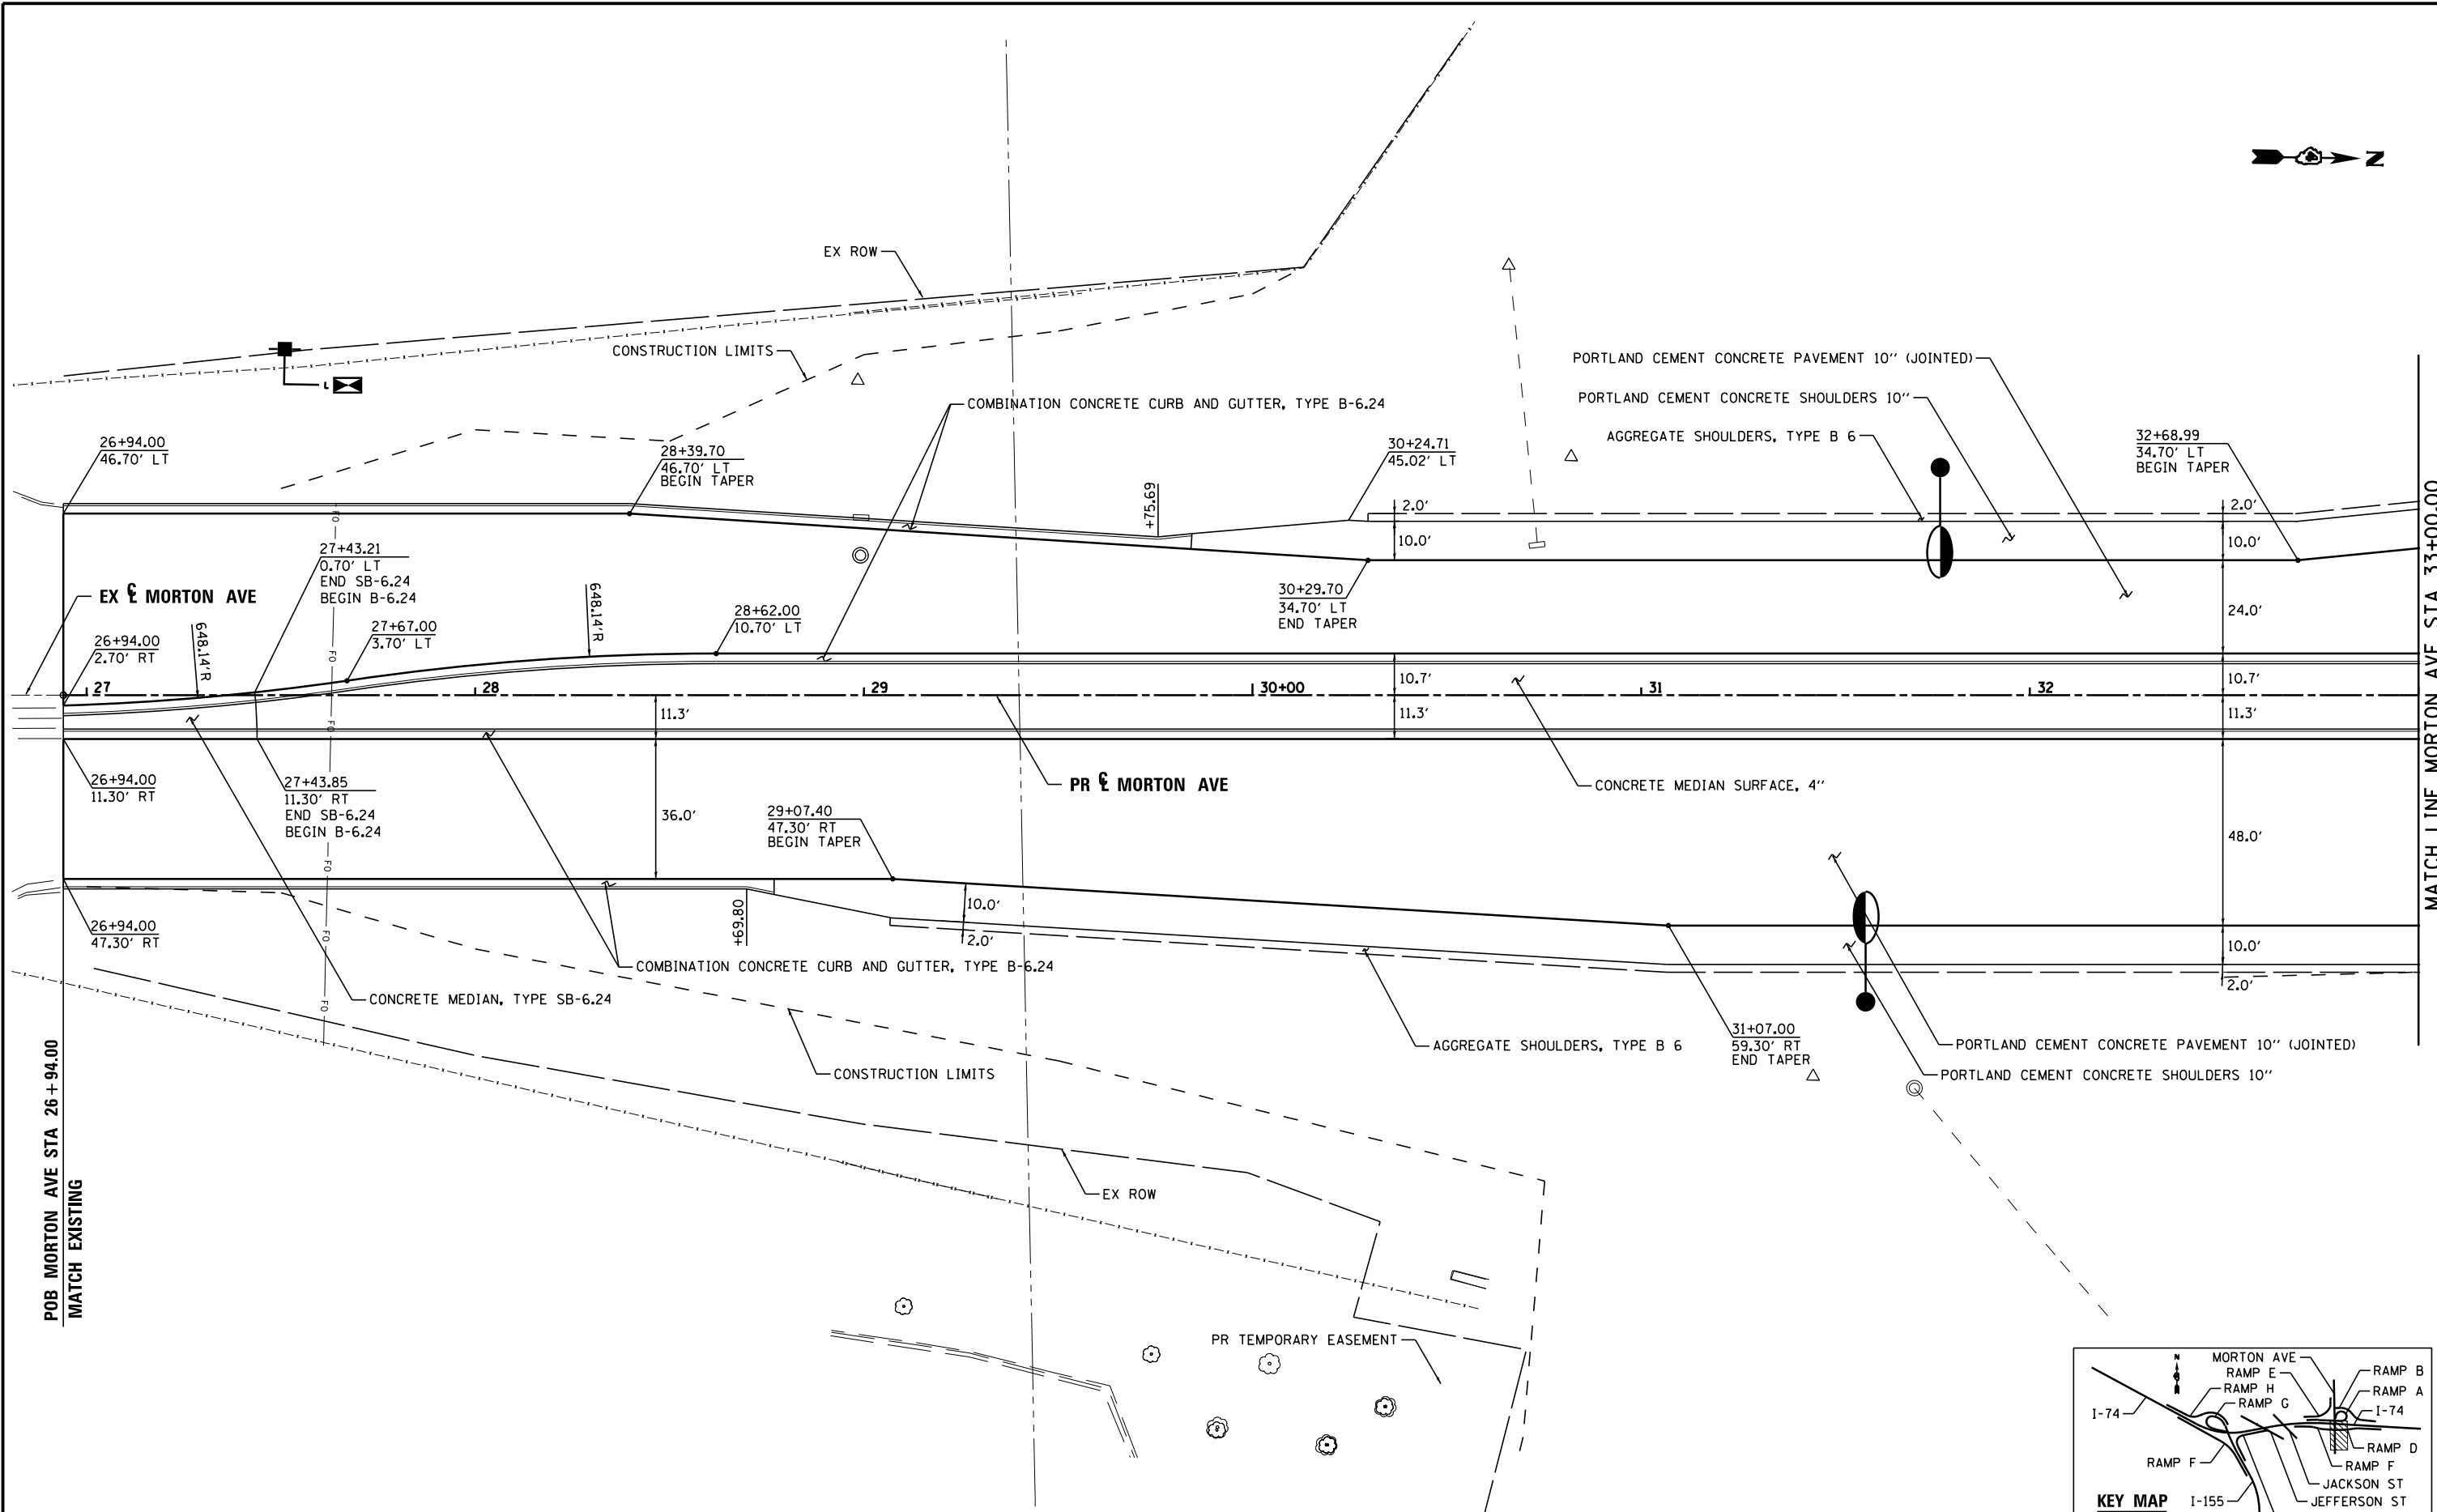 N
EX ROW
CONSTRUCTION LIMITS
PORTLAND CEMENT CONCRETE PAVEMENT 10'' (JOINTED)
PORTLAND CEMENT CONCRETE SHOULDERS 10''
COMBINATION CONCRETE CURB AND GUTTER, TYPE B-6.24
AGGREGATE SHOULDERS, TYPE B 6
L
26+94.00
46.70' LT
28+39.70
46.70' LT
BEGIN TAPER
+75.69
30+24.71
45.02' LT
32+68.99
34.70' LT
BEGIN TAPER
2.0'
10.0'
2.0'
10.0'
FO
27+43.21
0.70' LT
END SB-6.24
BEGIN B-6.24
EX ℄ MORTON AVE
26+94.00
2.70' RT
648.14'R
27+67.00
3.70' LT
648.14'R
28+62.00
10.70' LT
30+29.70
34.70' LT
END TAPER
24.0'
FO
27
28
29
30+00
31
32
10.7'
10.7'
11.3'
11.3'
11.3'
FO
26+94.00
11.30' RT
27+43.85
11.30' RT
END SB-6.24
BEGIN B-6.24
PR ℄ MORTON AVE
CONCRETE MEDIAN SURFACE, 4''
36.0'
29+07.40
47.30' RT
BEGIN TAPER
48.0'
FO
26+94.00
47.30' RT
+69.80
10.0'
2.0'
10.0'
2.0'
FO
COMBINATION CONCRETE CURB AND GUTTER, TYPE B-6.24
CONCRETE MEDIAN, TYPE SB-6.24
FO
AGGREGATE SHOULDERS, TYPE B 6
31+07.00
59.30' RT
END TAPER
PORTLAND CEMENT CONCRETE PAVEMENT 10'' (JOINTED)
PORTLAND CEMENT CONCRETE SHOULDERS 10''
CONSTRUCTION LIMITS
EX ROW
PR TEMPORARY EASEMENT
POB MORTON AVE STA 26+94.00
MATCH EXISTING
MATCH LINE MORTON AVE STA 33+00.00
N
MORTON AVE
RAMP E
RAMP B
RAMP H
RAMP A
RAMP G
I-74
I-74
RAMP D
RAMP F
RAMP F
JACKSON ST
KEY MAP
I-155
JEFFERSON ST